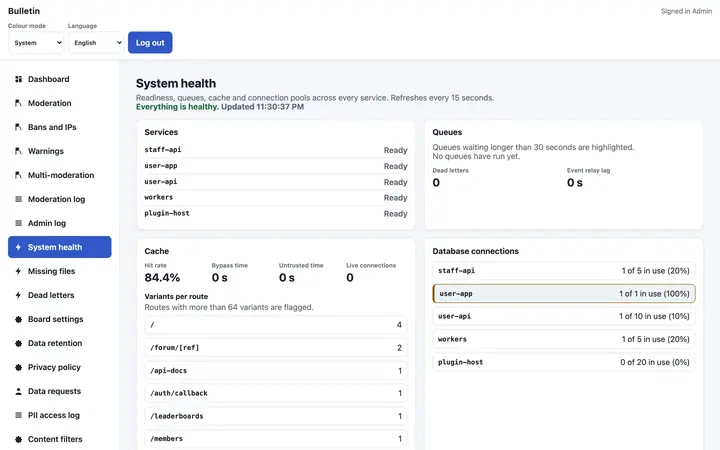 Bulletin
Signed in Admin
Colour mode
Language
System
English
Log out
Dashboard
Moderation
Bans and IPs
Warnings
Multi-moderation
Moderation log
Admin log
System health
Missing files
Dead letters
Board settings
Data retention
Privacy policy
Data requests
PII access log
Content filters
System health
Readiness, queues, cache and connection pools across every service. Refreshes every 15 seconds.
Everything is healthy. Updated 11:30:37 PM
Services
staff-api Ready
user-app Ready
user-api Ready
workers Ready
plugin-host Ready
Queues
Queues waiting longer than 30 seconds are highlighted.
No queues have run yet.
Dead letters
0
Event relay lag
0 s
Cache
Hit rate
84.4%
Bypass time
0 s
Untrusted time
0 s
Live connections
0
Variants per route
Routes with more than 64 variants are flagged.
/ 4
/forum/[ref] 2
/api-docs 1
/auth/callback 1
/leaderboards 1
/members 1
Database connections
staff-api 1 of 5 in use (20%)
user-app 1 of 1 in use (100%)
user-api 1 of 10 in use (10%)
workers 1 of 5 in use (20%)
plugin-host 0 of 20 in use (0%)